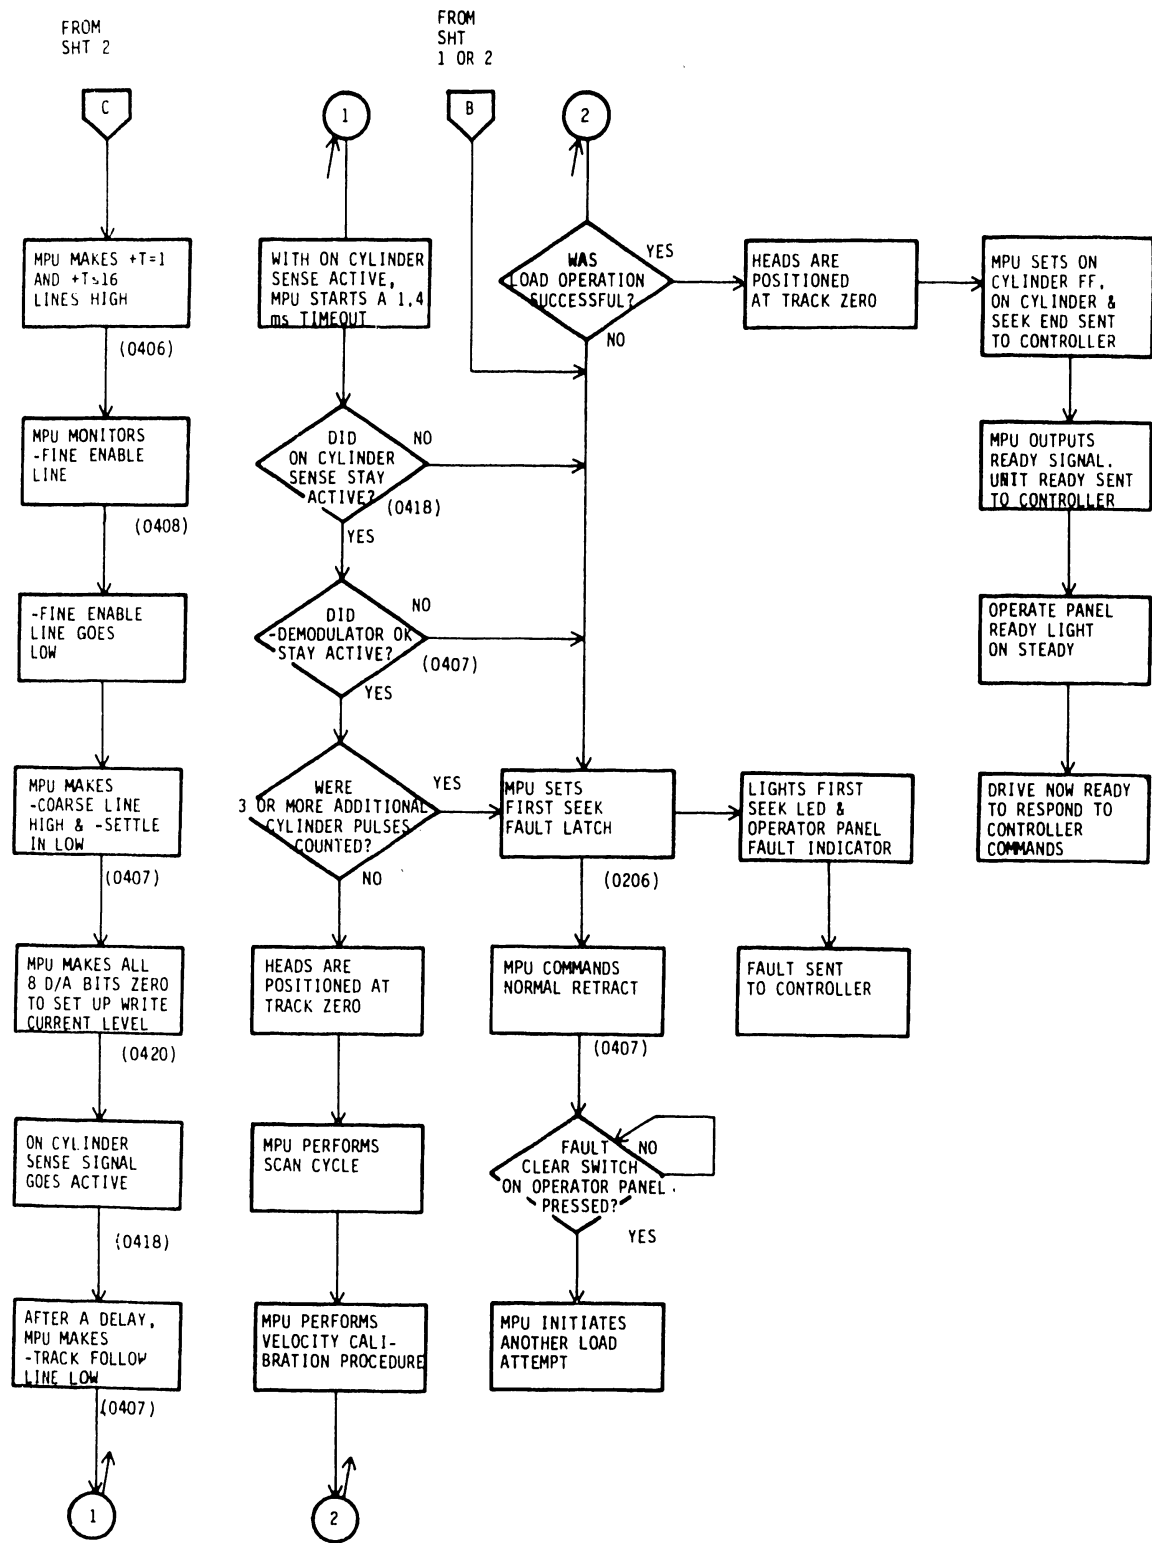 FROM
SHT 2
C
MPU MAKES +T=1
AND +T≤16
LINES HIGH
(0406)
MPU MONITORS
-FINE ENABLE
LINE
(0408)
-FINE ENABLE
LINE GOES
LOW
MPU MAKES
-COARSE LINE
HIGH & -SETTLE
IN LOW
(0407)
MPU MAKES ALL
8 D/A BITS ZERO
TO SET UP WRITE
CURRENT LEVEL
(0420)
ON CYLINDER
SENSE SIGNAL
GOES ACTIVE
(0418)
AFTER A DELAY,
MPU MAKES
-TRACK FOLLOW
LINE LOW
(0407)
1
1
WITH ON CYLINDER
SENSE ACTIVE,
MPU STARTS A 1.4
ms TIMEOUT
DID
ON CYLINDER
SENSE STAY
ACTIVE?
NO
(0418)
YES
DID
-DEMODULATOR OK
STAY ACTIVE?
NO
(0407)
YES
WERE
3 OR MORE ADDITIONAL
CYLINDER PULSES
COUNTED?
YES
NO
HEADS ARE
POSITIONED AT
TRACK ZERO
MPU PERFORMS
SCAN CYCLE
MPU PERFORMS
VELOCITY CALI-
BRATION PROCEDURE
2
FROM
SHT
1 OR 2
B
2
WAS
LOAD OPERATION
SUCCESSFUL?
YES
NO
MPU SETS
FIRST SEEK
FAULT LATCH
(0206)
MPU COMMANDS
NORMAL RETRACT
(0407)
FAULT
CLEAR SWITCH
ON OPERATOR PANEL
PRESSED?
NO
YES
MPU INITIATES
ANOTHER LOAD
ATTEMPT
HEADS ARE
POSITIONED
AT TRACK ZERO
LIGHTS FIRST
SEEK LED &
OPERATOR PANEL
FAULT INDICATOR
FAULT SENT
TO CONTROLLER
MPU SETS ON
CYLINDER FF,
ON CYLINDER &
SEEK END SENT
TO CONTROLLER
MPU OUTPUTS
READY SIGNAL.
UNIT READY SENT
TO CONTROLLER
OPERATE PANEL
READY LIGHT
ON STEADY
DRIVE NOW READY
TO RESPOND TO
CONTROLLER
COMMANDS